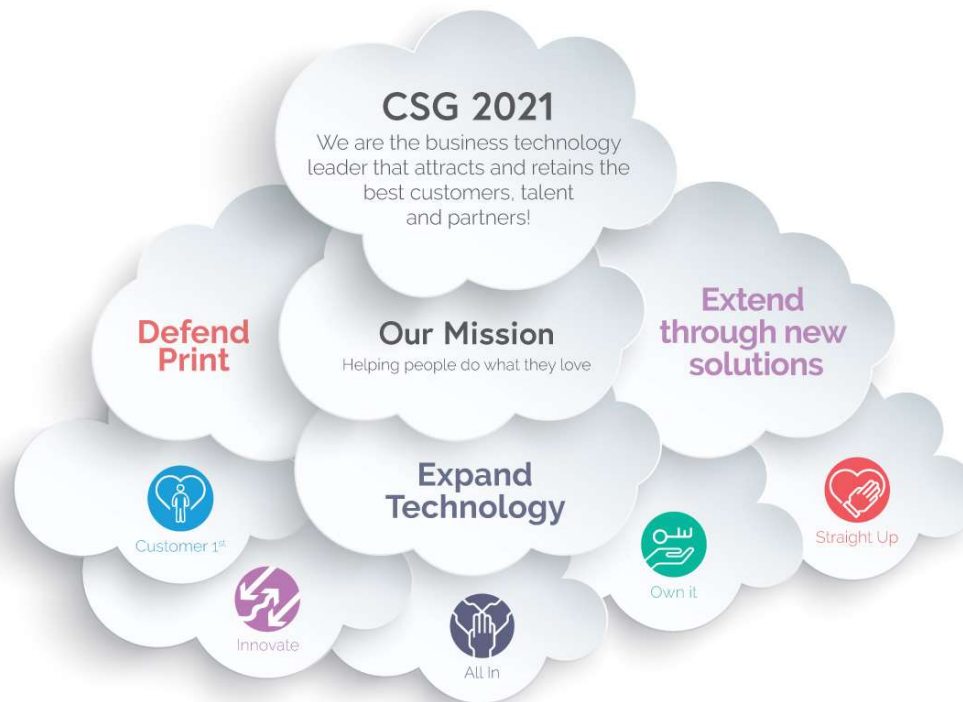 CSG 2021
We are the business technology
leader that attracts and retains the
best customers, talent
and partners!
Defend
Print
Our Mission
Helping people do what they love
Extend
through new
solutions
Expand
Technology
Customer 1st
Innovate
All In
Own it
Straight Up